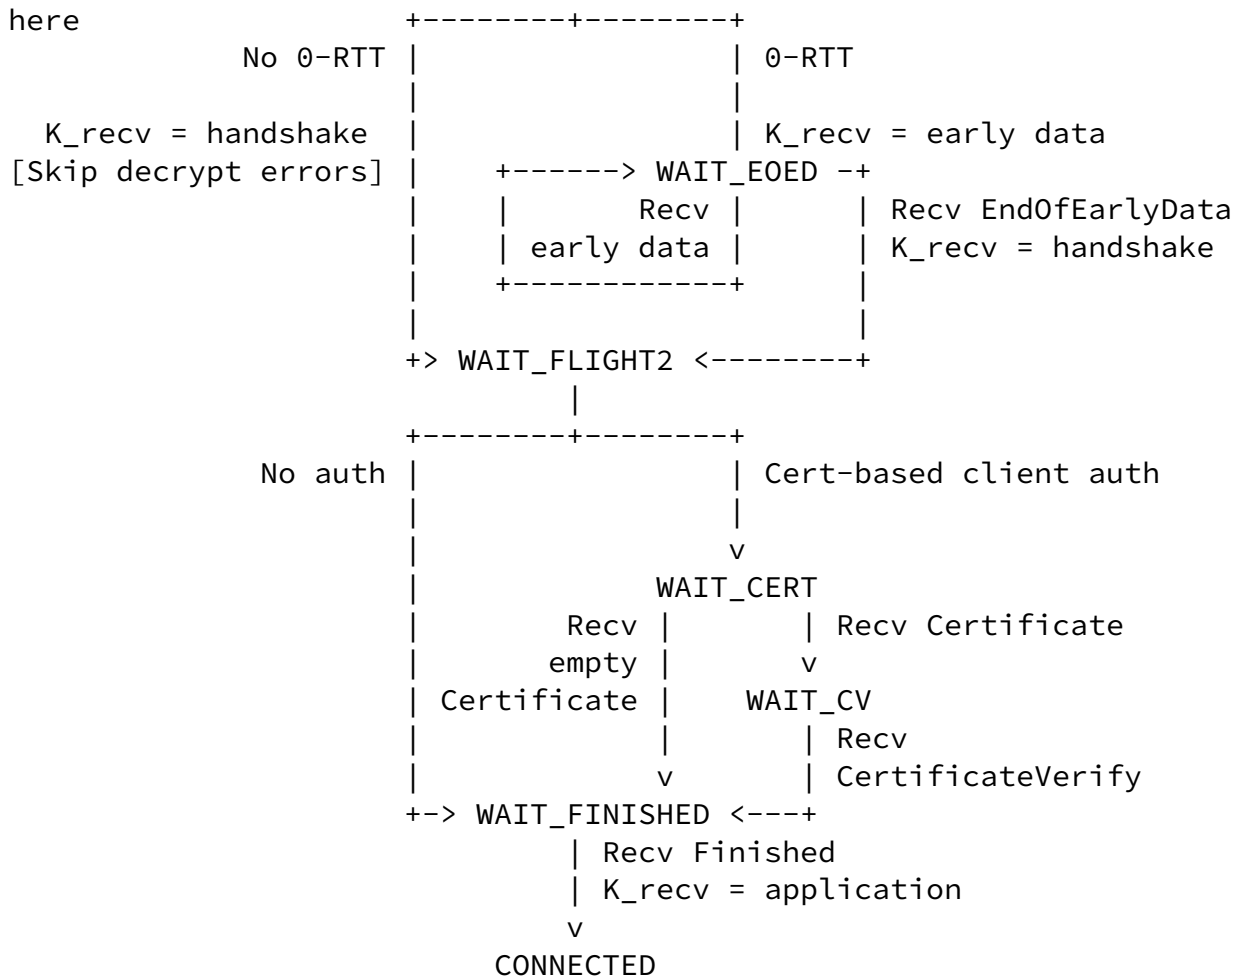 here                  +--------+--------+
             No 0-RTT |                 | 0-RTT
                      |                 |
  K_recv = handshake  |                 | K_recv = early data
[Skip decrypt errors] |    +------> WAIT_EOED -+
                      |    |       Recv |      | Recv EndOfEarlyData
                      |    | early data |      | K_recv = handshake
                      |    +------------+      |
                      |                        |
                      +> WAIT_FLIGHT2 <--------+
                               |
                      +--------+--------+
              No auth |                 | Cert-based client auth
                      |                 |
                      |                 v
                      |             WAIT_CERT
                      |        Recv |       | Recv Certificate
                      |       empty |       v
                      | Certificate |    WAIT_CV
                      |             |       | Recv
                      |             v       | CertificateVerify
                      +-> WAIT_FINISHED <---+
                               | Recv Finished
                               | K_recv = application
                               v
                           CONNECTED